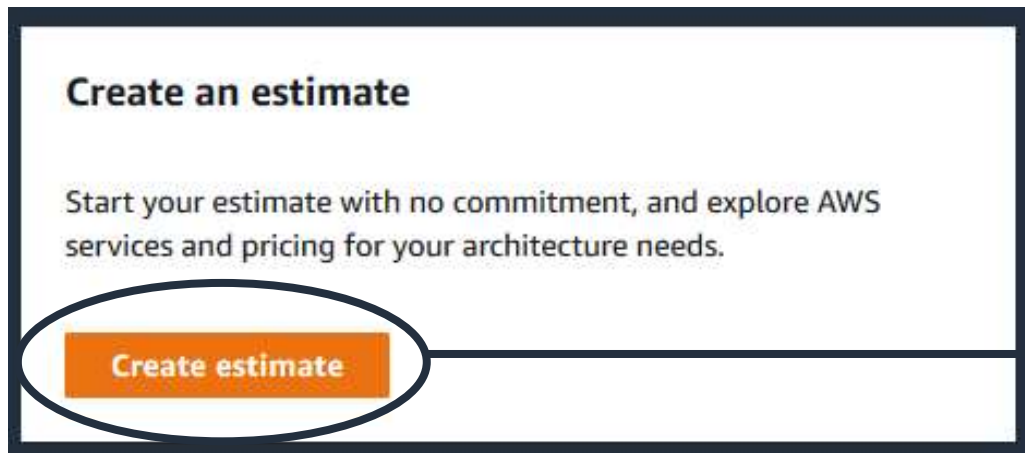 Create an estimate
Start your estimate with no commitment, and explore AWS
services and pricing for your architecture needs.
Create estimate